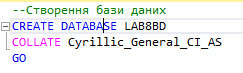 --Створення бази даних
CREATE DATABASE LAB8BD
COLLATE Cyrillic_General_CI_AS
GO